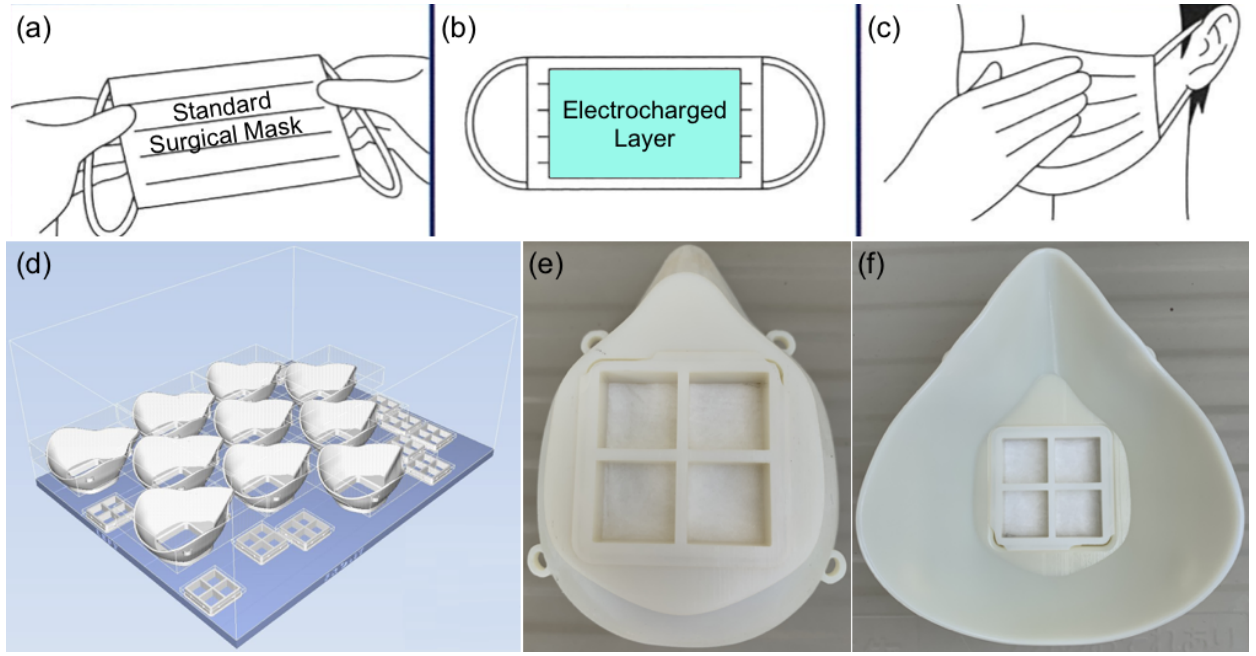 (a)
Standard
Surgical Mask
(b)
Electrocharged
Layer
(c)
(d)
(e)
(f)